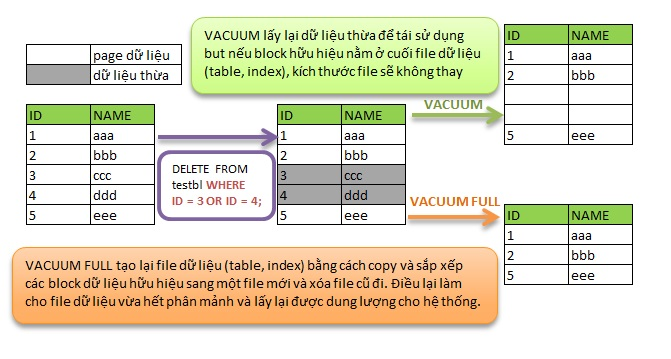 page dữ liệu
dữ liệu thừa
VACUUM lấy lại dữ liệu thừa để tái sử dụng
but nếu block hữu hiệu nằm ở cuối file dữ liệu
(table, index), kích thước file sẽ không thay
ID NAME
1 aaa
2 bbb
5 eee
VACUUM
ID NAME
1 aaa
2 bbb
3 ccc
4 ddd
5 eee
DELETE FROM
testbl WHERE
ID = 3 OR ID = 4;
ID NAME
1 aaa
2 bbb
3 ccc
4 ddd
5 eee
VACUUM FULL
ID NAME
1 aaa
2 bbb
5 eee
VACUUM FULL tạo lại file dữ liệu (table, index) bằng cách copy và sắp xếp
các block dữ liệu hữu hiệu sang một file mới và xóa file cũ đi. Điều lại làm
cho file dữ liệu vừa hết phân mảnh và lấy lại được dung lượng cho hệ thống.